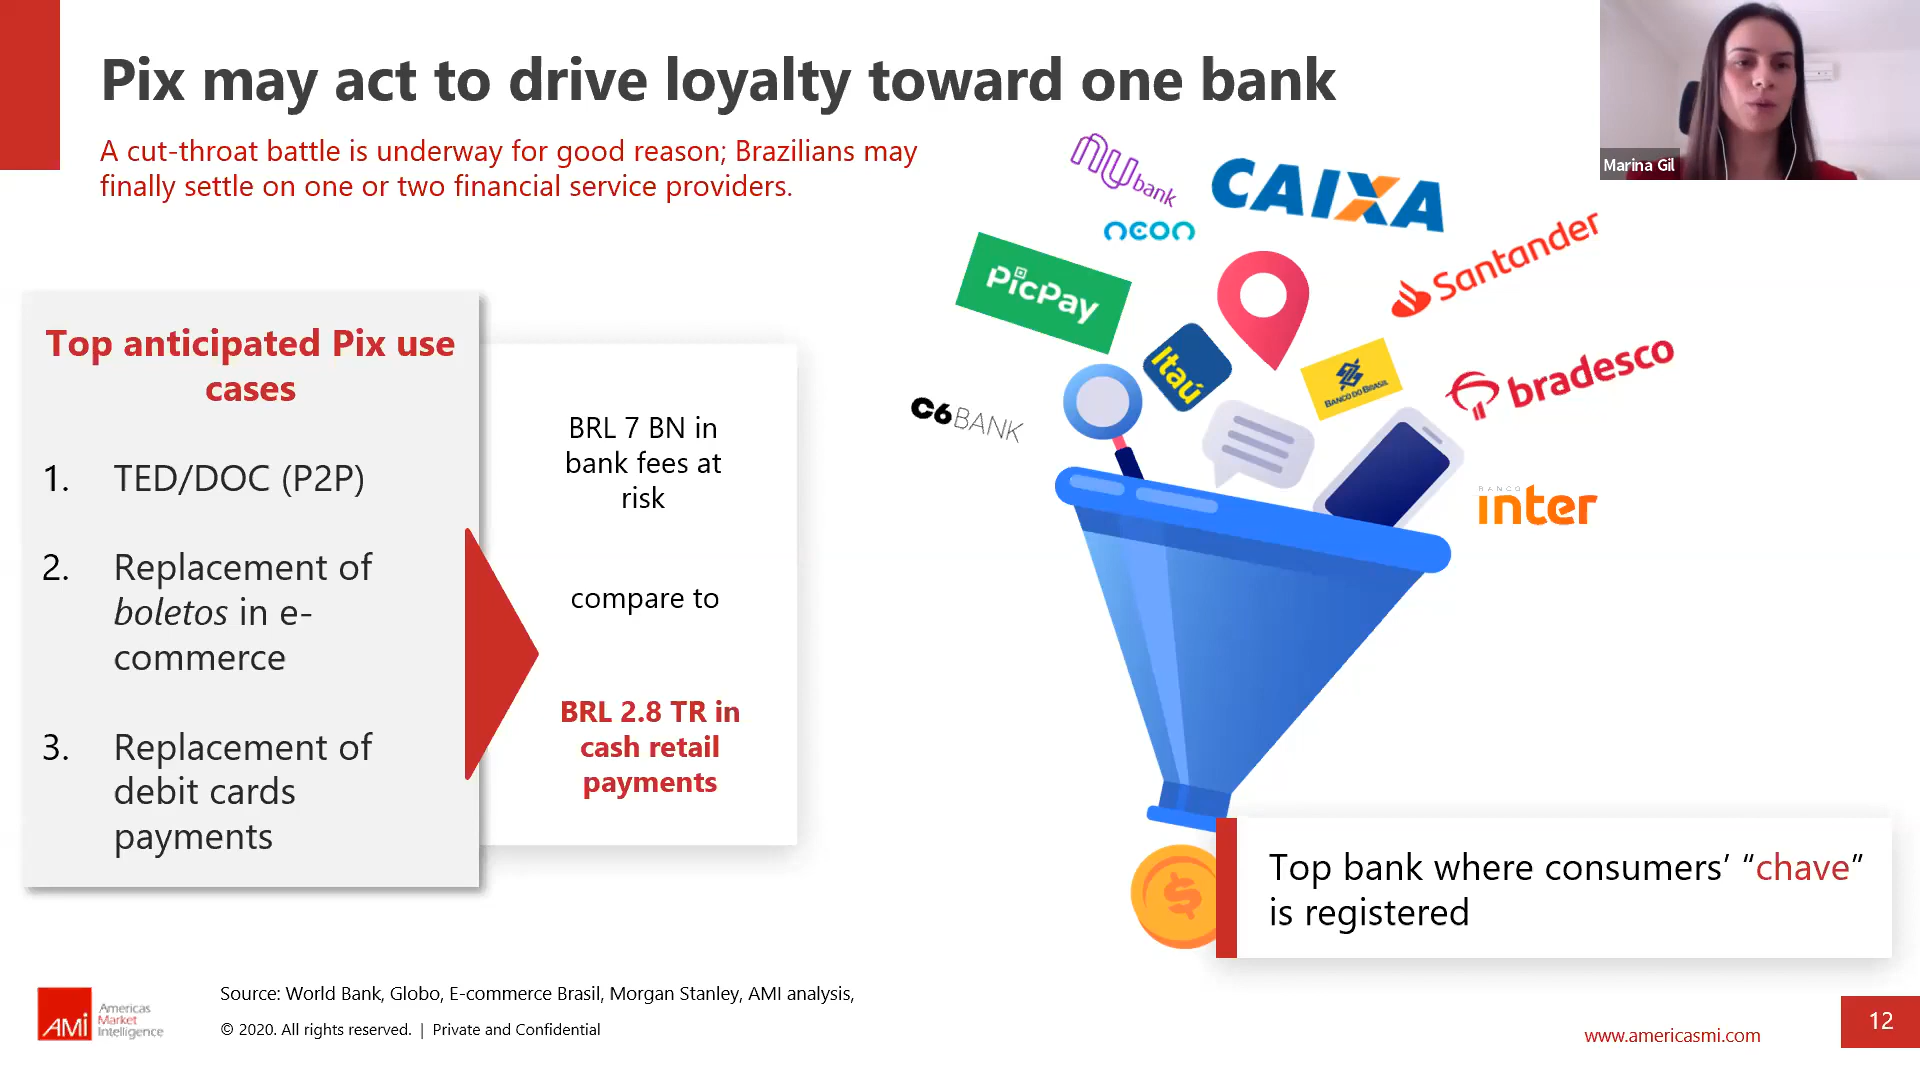 Pix may act to drive loyalty toward one bank
A cut-throat battle is underway for good reason; Brazilians may
finally settle on one or two financial service providers.
Marina Gil
nubank
CAIXA
neon
Santander
PicPay
Itaú
BANCO DO BRASIL
bradesco
C6BANK
BANCO
inter
Top anticipated Pix use
cases
1. TED/DOC (P2P)
2. Replacement of
boletos in e-
commerce
3. Replacement of
debit cards
payments
BRL 7 BN in
bank fees at
risk
compare to
BRL 2.8 TR in
cash retail
payments
$
Top bank where consumers’ “chave”
is registered
AMI
Americas
Market
Intelligence
Source: World Bank, Globo, E-commerce Brasil, Morgan Stanley, AMI analysis,
© 2020. All rights reserved. | Private and Confidential
www.americasmi.com
12